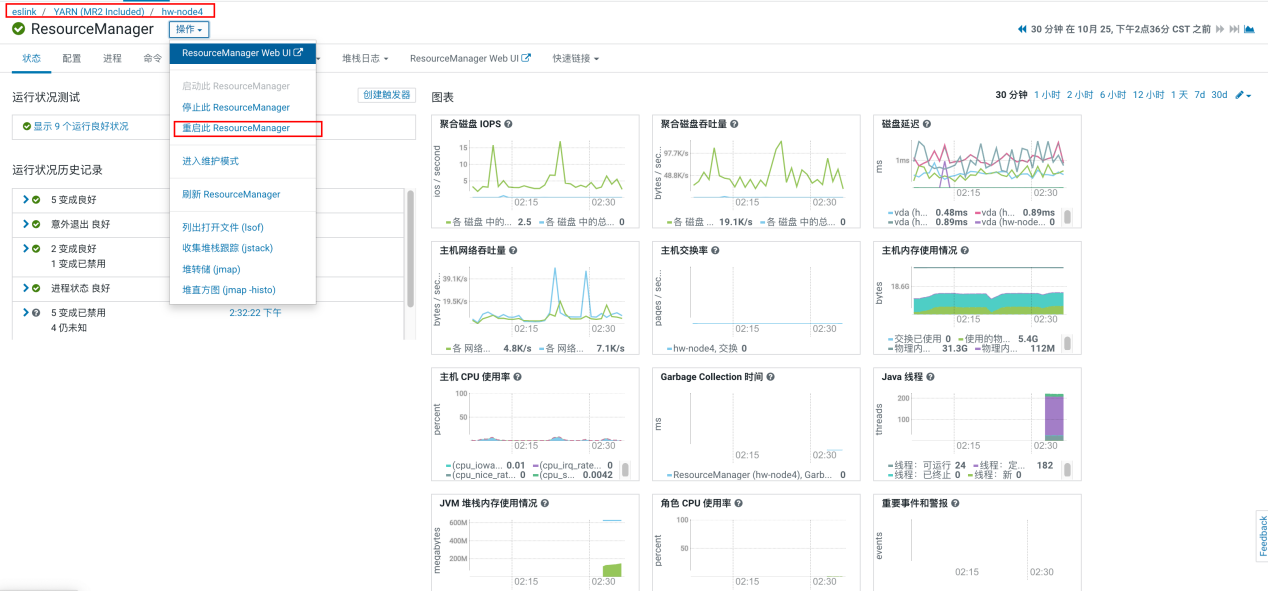 eslink / YARN (MR2 Included) / hw-node4
ResourceManager 操作
30 分钟 在 10月 25, 下午2点36分 CST 之前
ResourceManager Web UI
状态 配置 进程 命令 堆栈日志 ResourceManager Web UI 快速链接
启动此 ResourceManager
停止此 ResourceManager
重启此 ResourceManager
进入维护模式
刷新 ResourceManager
列出打开文件 (lsof)
收集堆栈跟踪 (jstack)
堆转储 (jmap)
堆直方图 (jmap -histo)
运行状况测试 创建触发器
显示 9 个运行良好状况
运行状况历史记录
5 变成良好
意外退出 良好
2 变成良好
1 变成已禁用
进程状态 良好
5 变成已禁用 2:32:22 下午
4 仍未知
图表
30 分钟 1 小时 2 小时 6 小时 12 小时 1 天 7d 30d
聚合磁盘 IOPS
ios / second
15
10
5
02:15 02:30
各 磁盘 中的... 2.5 各 磁盘 中的总... 0
聚合磁盘吞吐量
bytes / sec...
97.7K/s
48.8K/s
02:15 02:30
各 磁盘 ... 19.1K/s 各 磁盘 中的总... 0
磁盘延迟
ms
1ms
02:15 02:30
vda (h... 0.48ms vda (h... 0.89ms
vda (h... 0.89ms vda (hw-node... 0
主机网络吞吐量
bytes / sec...
39.1K/s
19.5K/s
02:15 02:30
各 网络... 4.8K/s 各 网络... 7.1K/s
主机交换率
pages / sec...
02:15 02:30
hw-node4, 交换 0
主机内存使用情况
bytes
18.6G
02:15 02:30
交换已使用 0 使用的物... 5.4G
物理内... 31.3G 物理内... 112M
主机 CPU 使用率
percent
100
50
02:15 02:30
(cpu_iowa... 0.01 (cpu_irq_rate... 0
(cpu_nice_rat... 0 (cpu_s... 0.0042
Garbage Collection 时间
ms
02:15 02:30
ResourceManager (hw-node4), Garb... 0
Java 线程
threads
200
100
02:15 02:30
线程：可运行 24 线程：定... 182
线程：已终止 0 线程：新 0
JVM 堆栈内存使用情况
megabytes
600M
400M
200M
02:15 02:30
角色 CPU 使用率
percent
100
50
02:15 02:30
重要事件和警报
events
02:15 02:30
Feedback